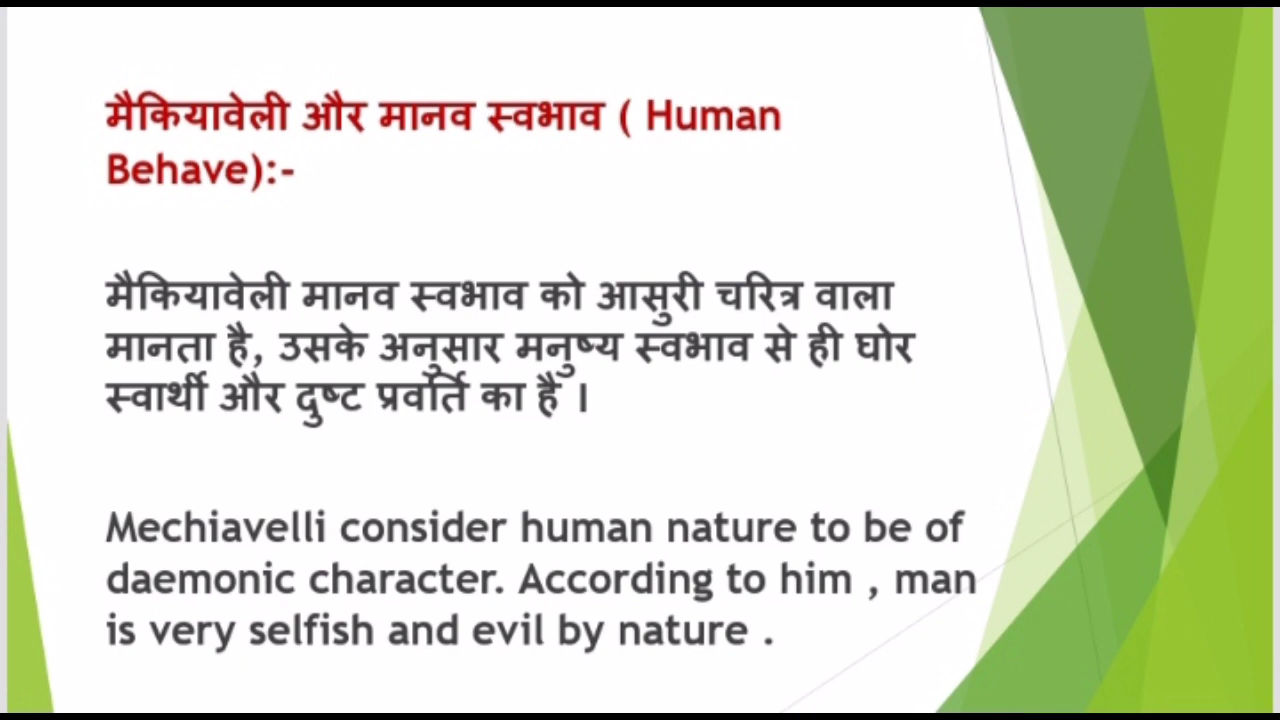 मैकियावेली और मानव स्वभाव ( Human
Behave):-
मैकियावेली मानव स्वभाव को आसुरी चरित्र वाला
मानता है, उसके अनुसार मनुष्य स्वभाव से ही घोर
स्वार्थी और दुष्ट प्रवर्ति का है ।
Mechiavelli consider human nature to be of
daemonic character. According to him , man
is very selfish and evil by nature .